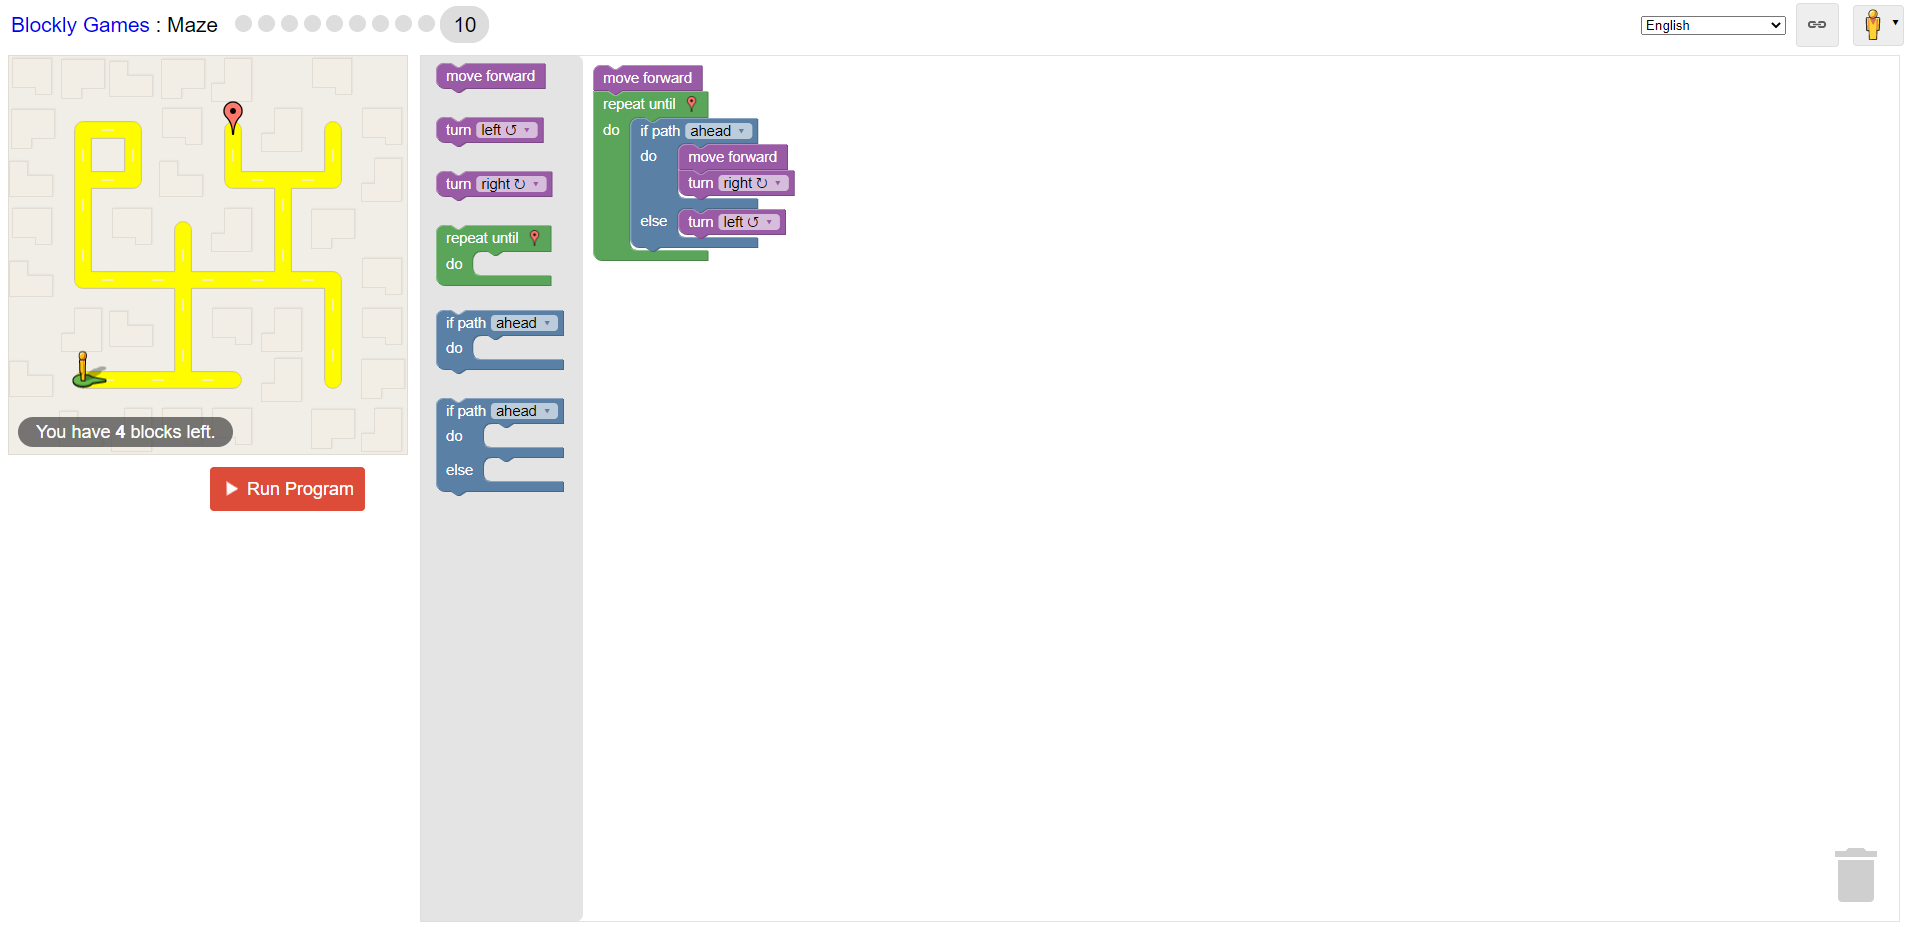 Blockly Games : Maze 10
English
You have 4 blocks left.
Run Program
move forward
turn left ↺
turn right ↻
repeat until
do
if path ahead
do
if path ahead
do
else
move forward
repeat until
do if path ahead
do move forward
turn right ↻
else turn left ↺